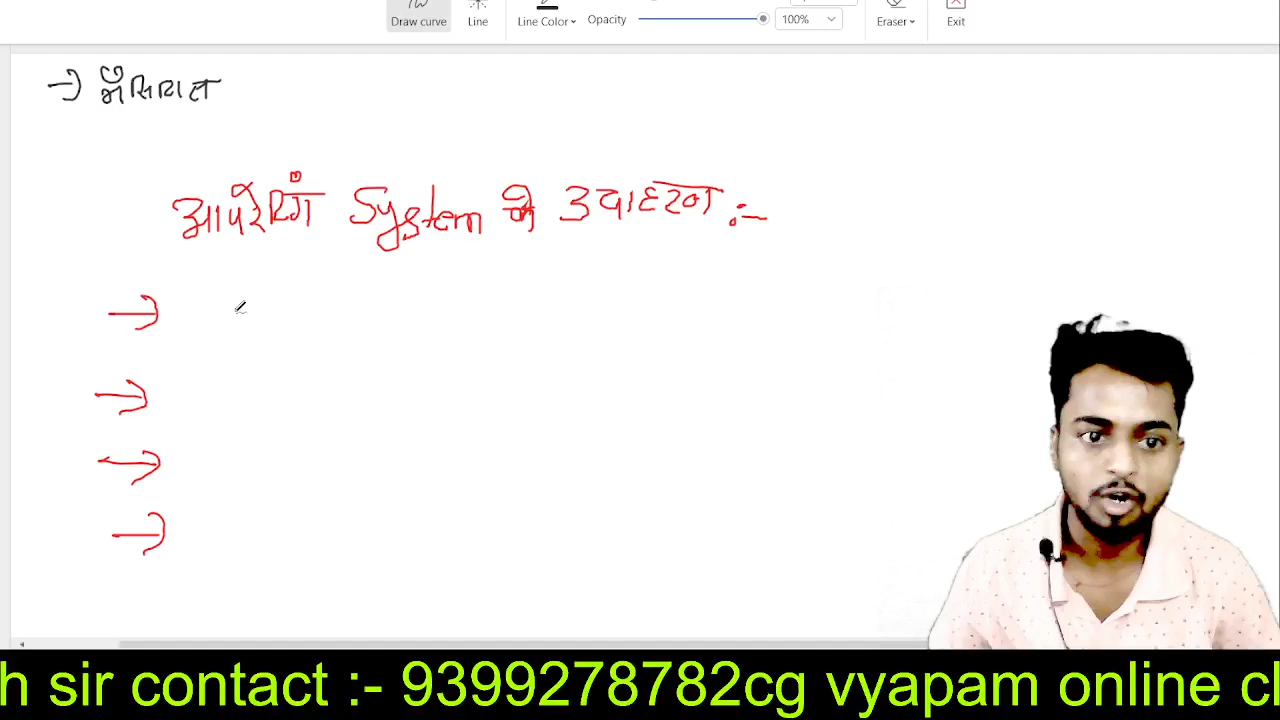 Draw curve Line Line Color Opacity 100% Eraser Exit
→
आपरेटिंग System के उदाहरण :-
→
→
→
→
h sir contact :- 9399278782cg vyapam online cl